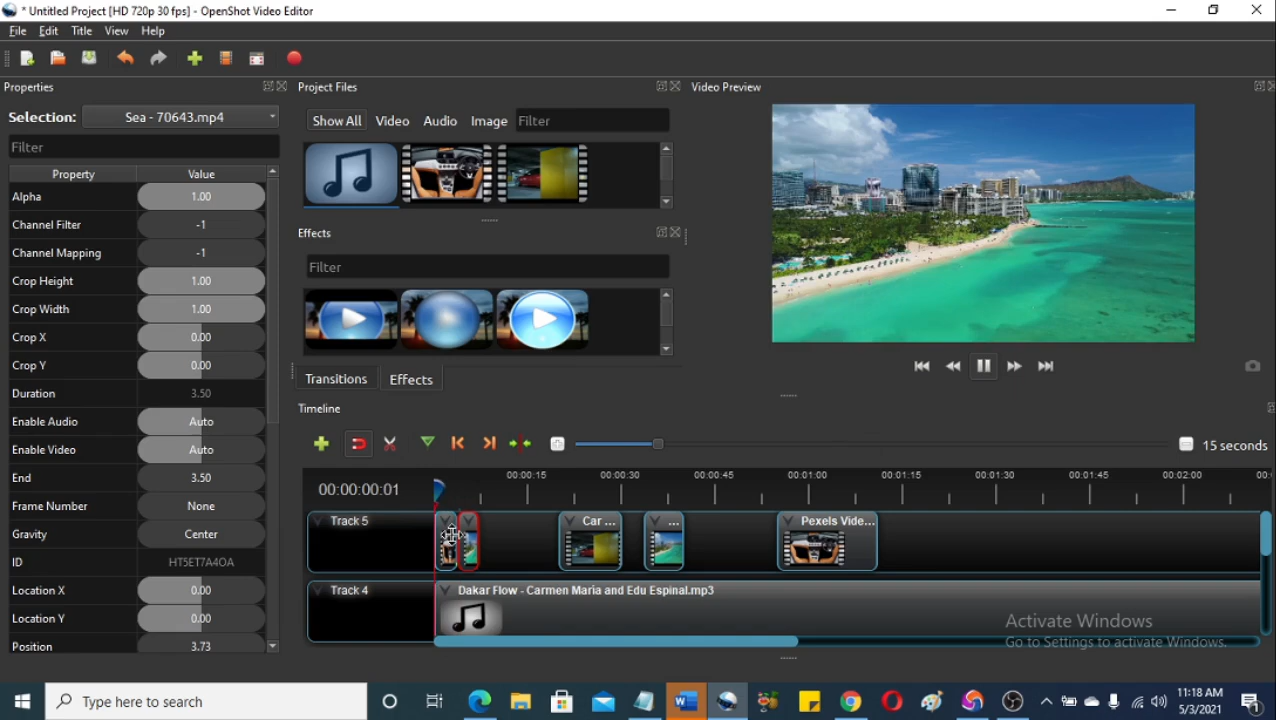 * Untitled Project [HD 720p 30 fps] - OpenShot Video Editor
File Edit Title View Help
Properties
Project Files
Video Preview
Selection: Sea - 70643.mp4
Show All Video Audio Image Filter
Filter
Property Value
Alpha 1.00
Channel Filter -1
Channel Mapping -1
Crop Height 1.00
Crop Width 1.00
Crop X 0.00
Crop Y 0.00
Duration 3.50
Enable Audio Auto
Enable Video Auto
End 3.50
Frame Number None
Gravity Center
ID HT5ET7A4OA
Location X 0.00
Location Y 0.00
Position 3.73
Effects
Filter
Transitions Effects
Timeline
15 seconds
00:00:00:01
00:00:15 00:00:30 00:00:45 00:01:00 00:01:15 00:01:30 00:01:45 00:02:00 00:
Track 5
Car ...
...
Pexels Vide...
Track 4
Dakar Flow - Carmen María and Edu Espinal.mp3
Activate Windows
Go to Settings to activate Windows.
Type here to search
11:18 AM
5/3/2021
1